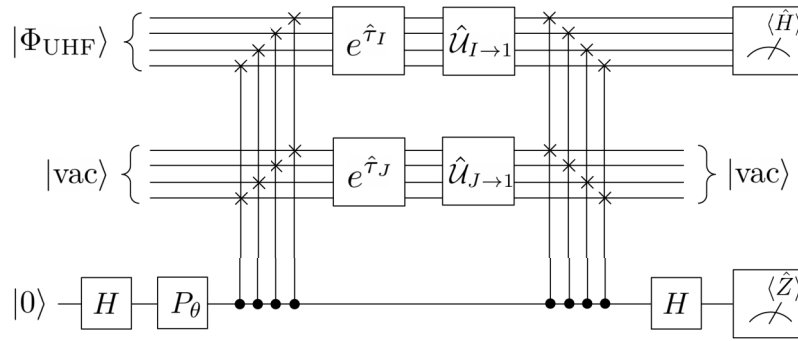 |Φ_UHF⟩ e^{τ̂_I} Û_{I→1} ⟨Ĥ⟩
|vac⟩ e^{τ̂_J} Û_{J→1} |vac⟩
|0⟩ H P_θ H ⟨Ẑ⟩